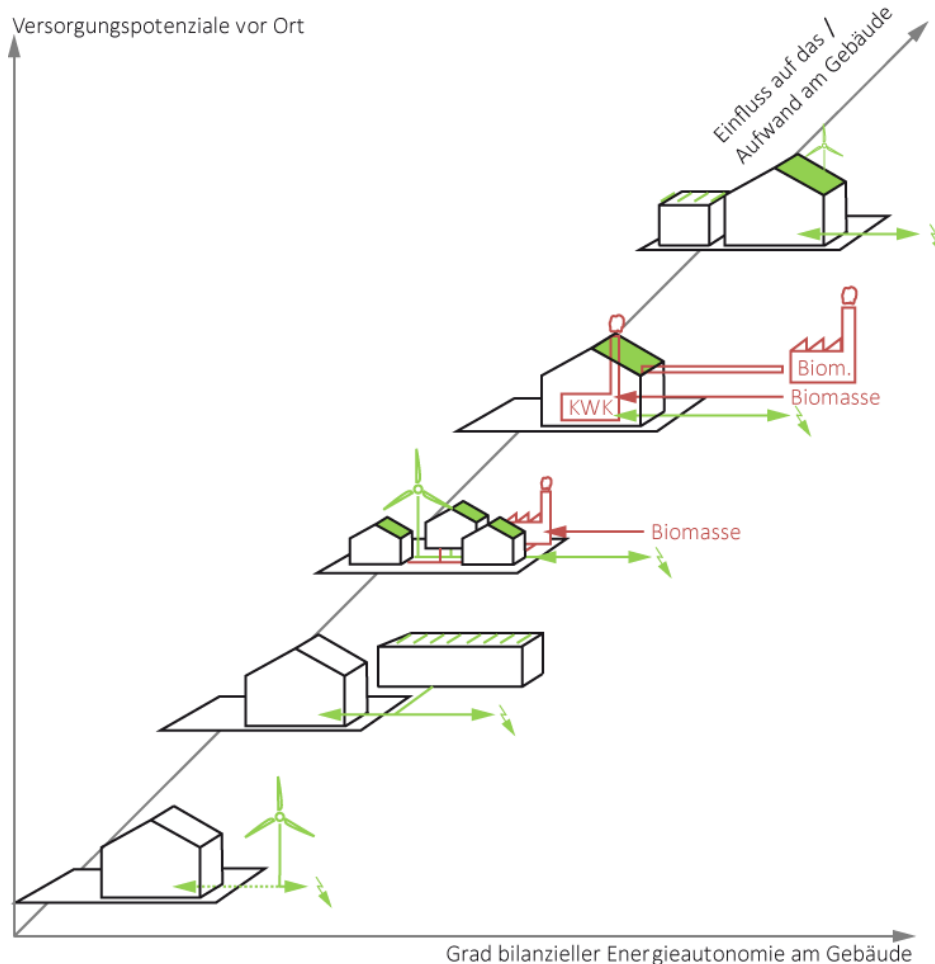 Versorgungspotenziale vor Ort
Einfluss auf das /
Aufwand am Gebäude
Biom.
Biomasse
KWK
Biomasse
Grad bilanzieller Energieautonomie am Gebäude